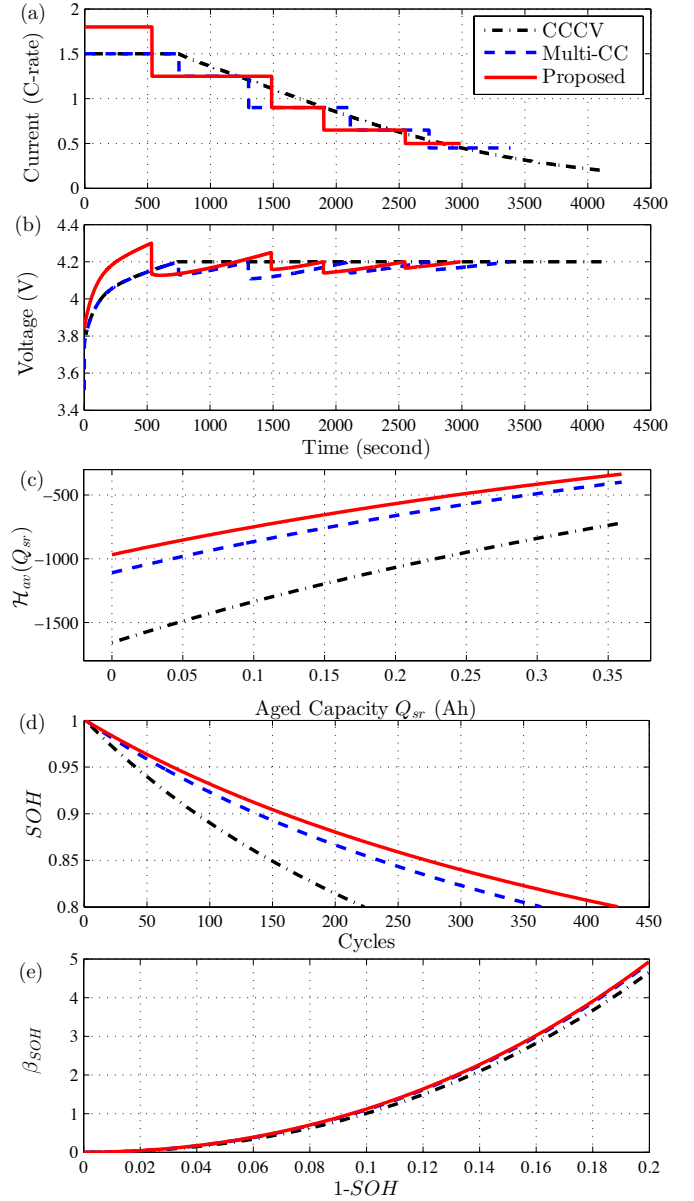 (a)
Current (C-rate)
2
1.5
1
0.5
0
CCCV
Multi-CC
Proposed
0 500 1000 1500 2000 2500 3000 3500 4000 4500
(b)
Voltage (V)
4.4
4.2
4
3.8
3.6
3.4
0 500 1000 1500 2000 2500 3000 3500 4000 4500
Time (second)
(c)
ℋ_av(Q_sr)
−500
−1000
−1500
0 0.05 0.1 0.15 0.2 0.25 0.3 0.35
Aged Capacity Q_sr (Ah)
(d)
SOH
1
0.95
0.9
0.85
0.8
0 50 100 150 200 250 300 350 400 450
Cycles
(e)
β_SOH
5
4
3
2
1
0
0 0.02 0.04 0.06 0.08 0.1 0.12 0.14 0.16 0.18 0.2
1-SOH